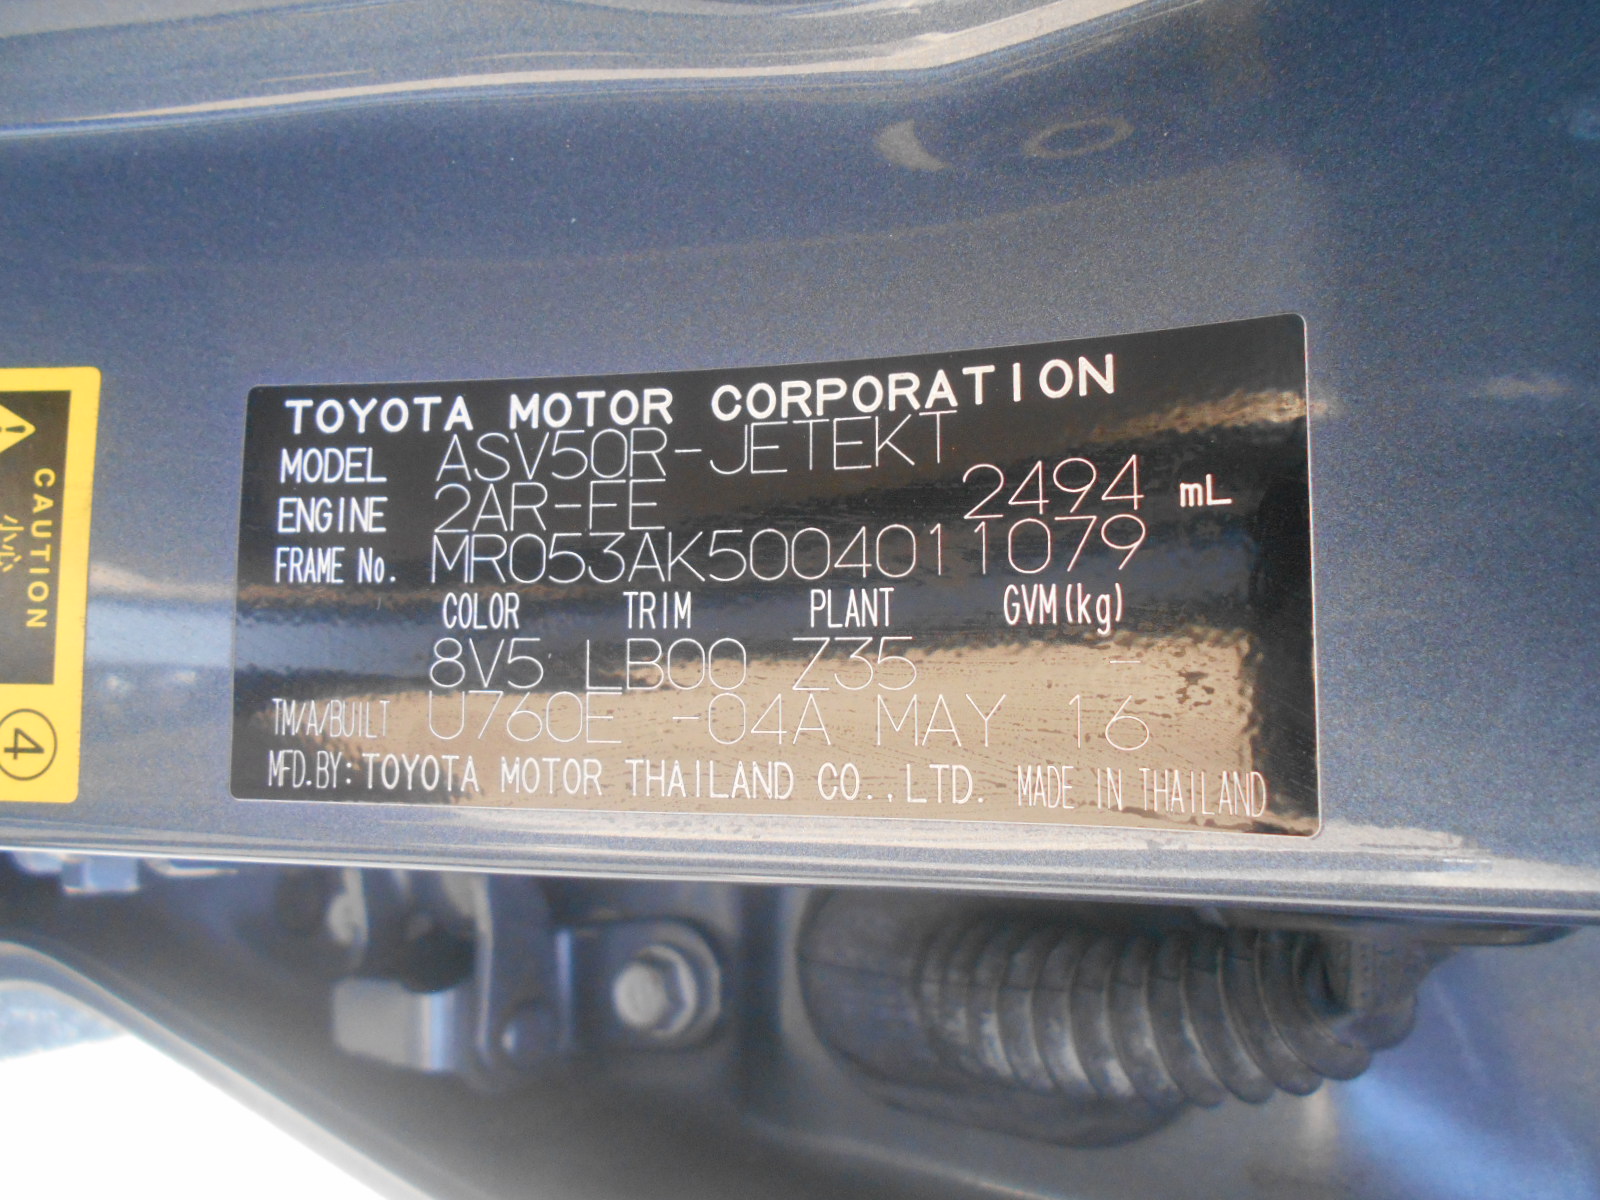 TOYOTA MOTOR CORPORATION
MODEL ASV50R-JETEKT
ENGINE 2AR-FE 2494 mL
FRAME No. MR053AK5004011079
COLOR TRIM PLANT GVM(kg)
8V5 LB00 Z35 -
TM/A/BUILT U760E -04A MAY 16
MFD.BY: TOYOTA MOTOR THAILAND CO.,LTD. MADE IN THAILAND
CAUTION
小心
4